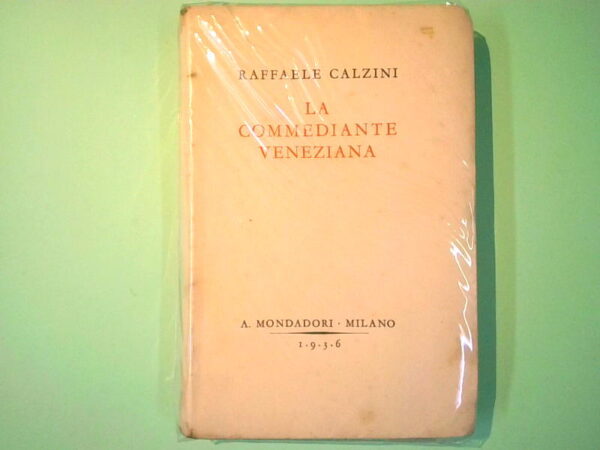 RAFFAELE CALZINI
LA
COMMEDIANTE
VENEZIANA
A. MONDADORI · MILANO
1·9·3·6